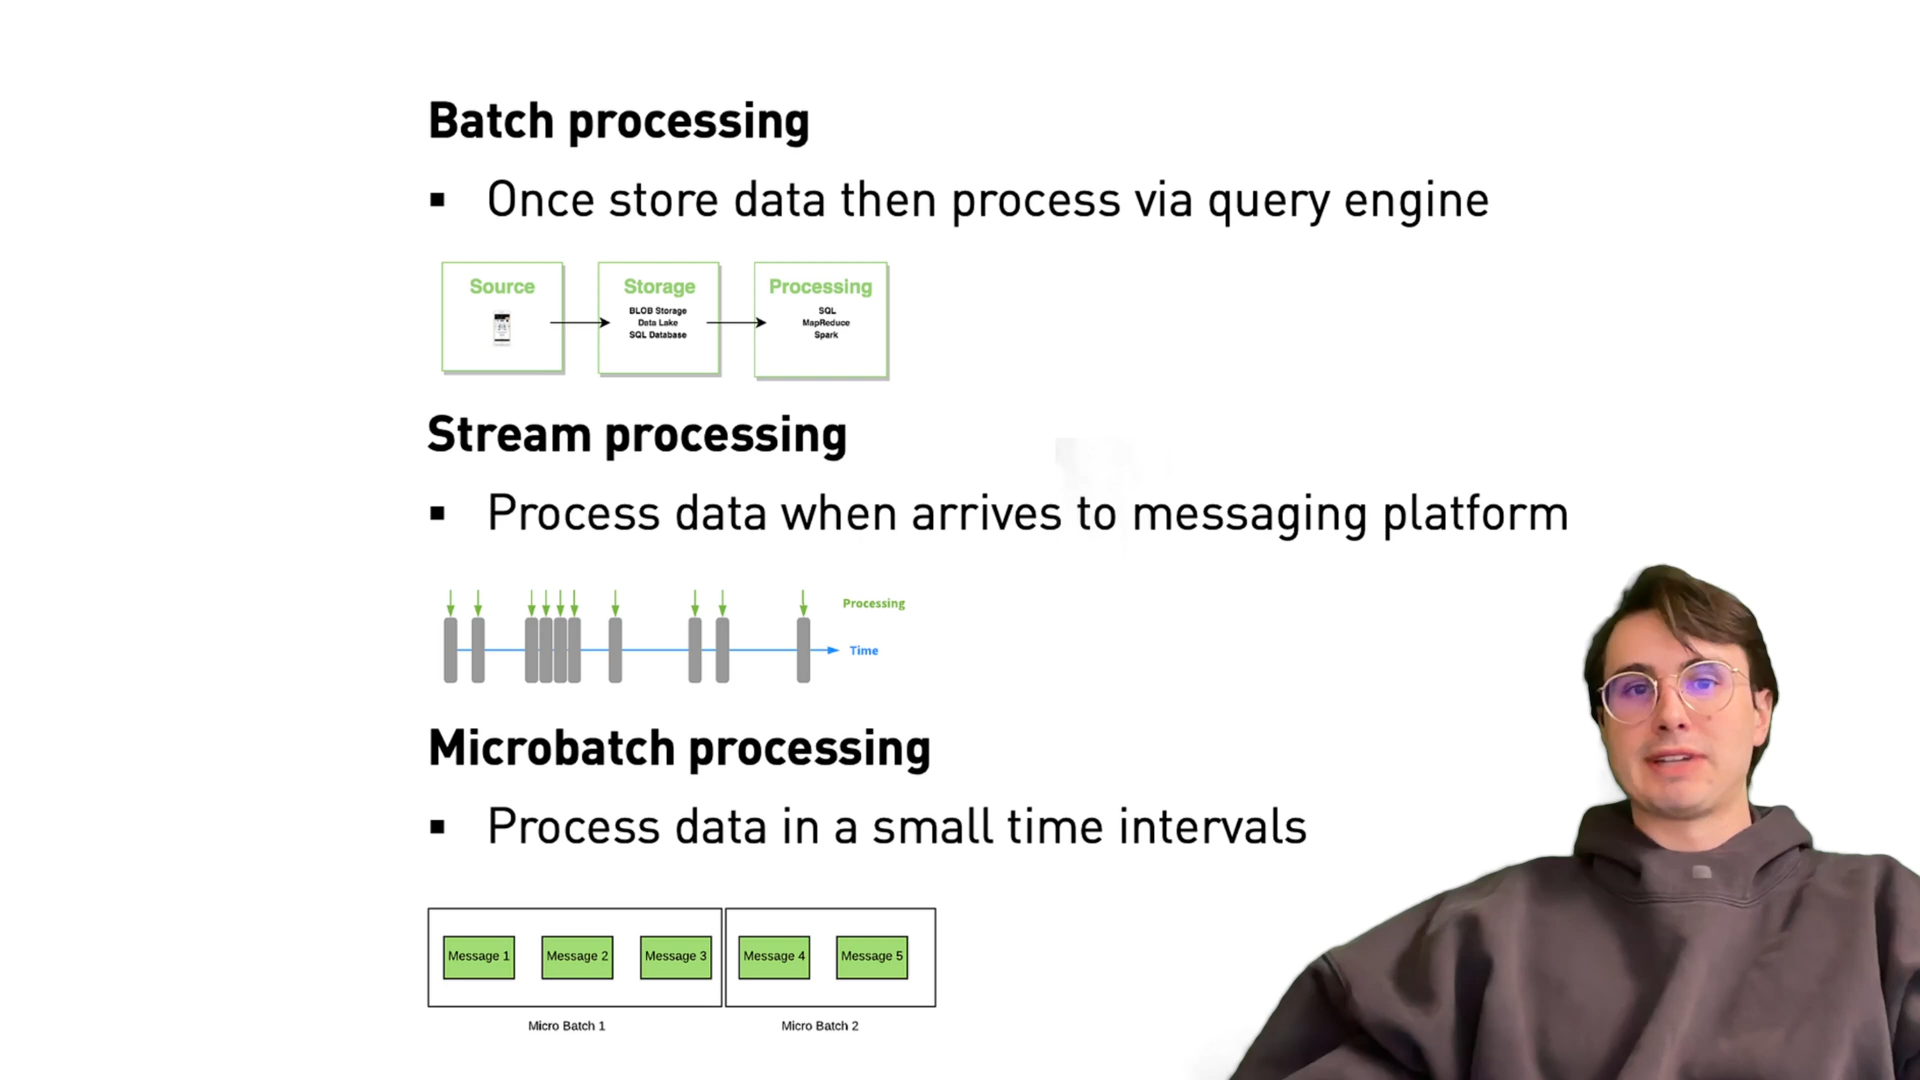 Batch processing
▪ Once store data then process via query engine
Source
Storage
BLOB Storage
Data Lake
SQL Database
Processing
SQL
MapReduce
Spark
Stream processing
▪ Process data when arrives to messaging platform
Processing
Time
Microbatch processing
▪ Process data in a small time intervals
Message 1 Message 2 Message 3 Message 4 Message 5
Micro Batch 1 Micro Batch 2